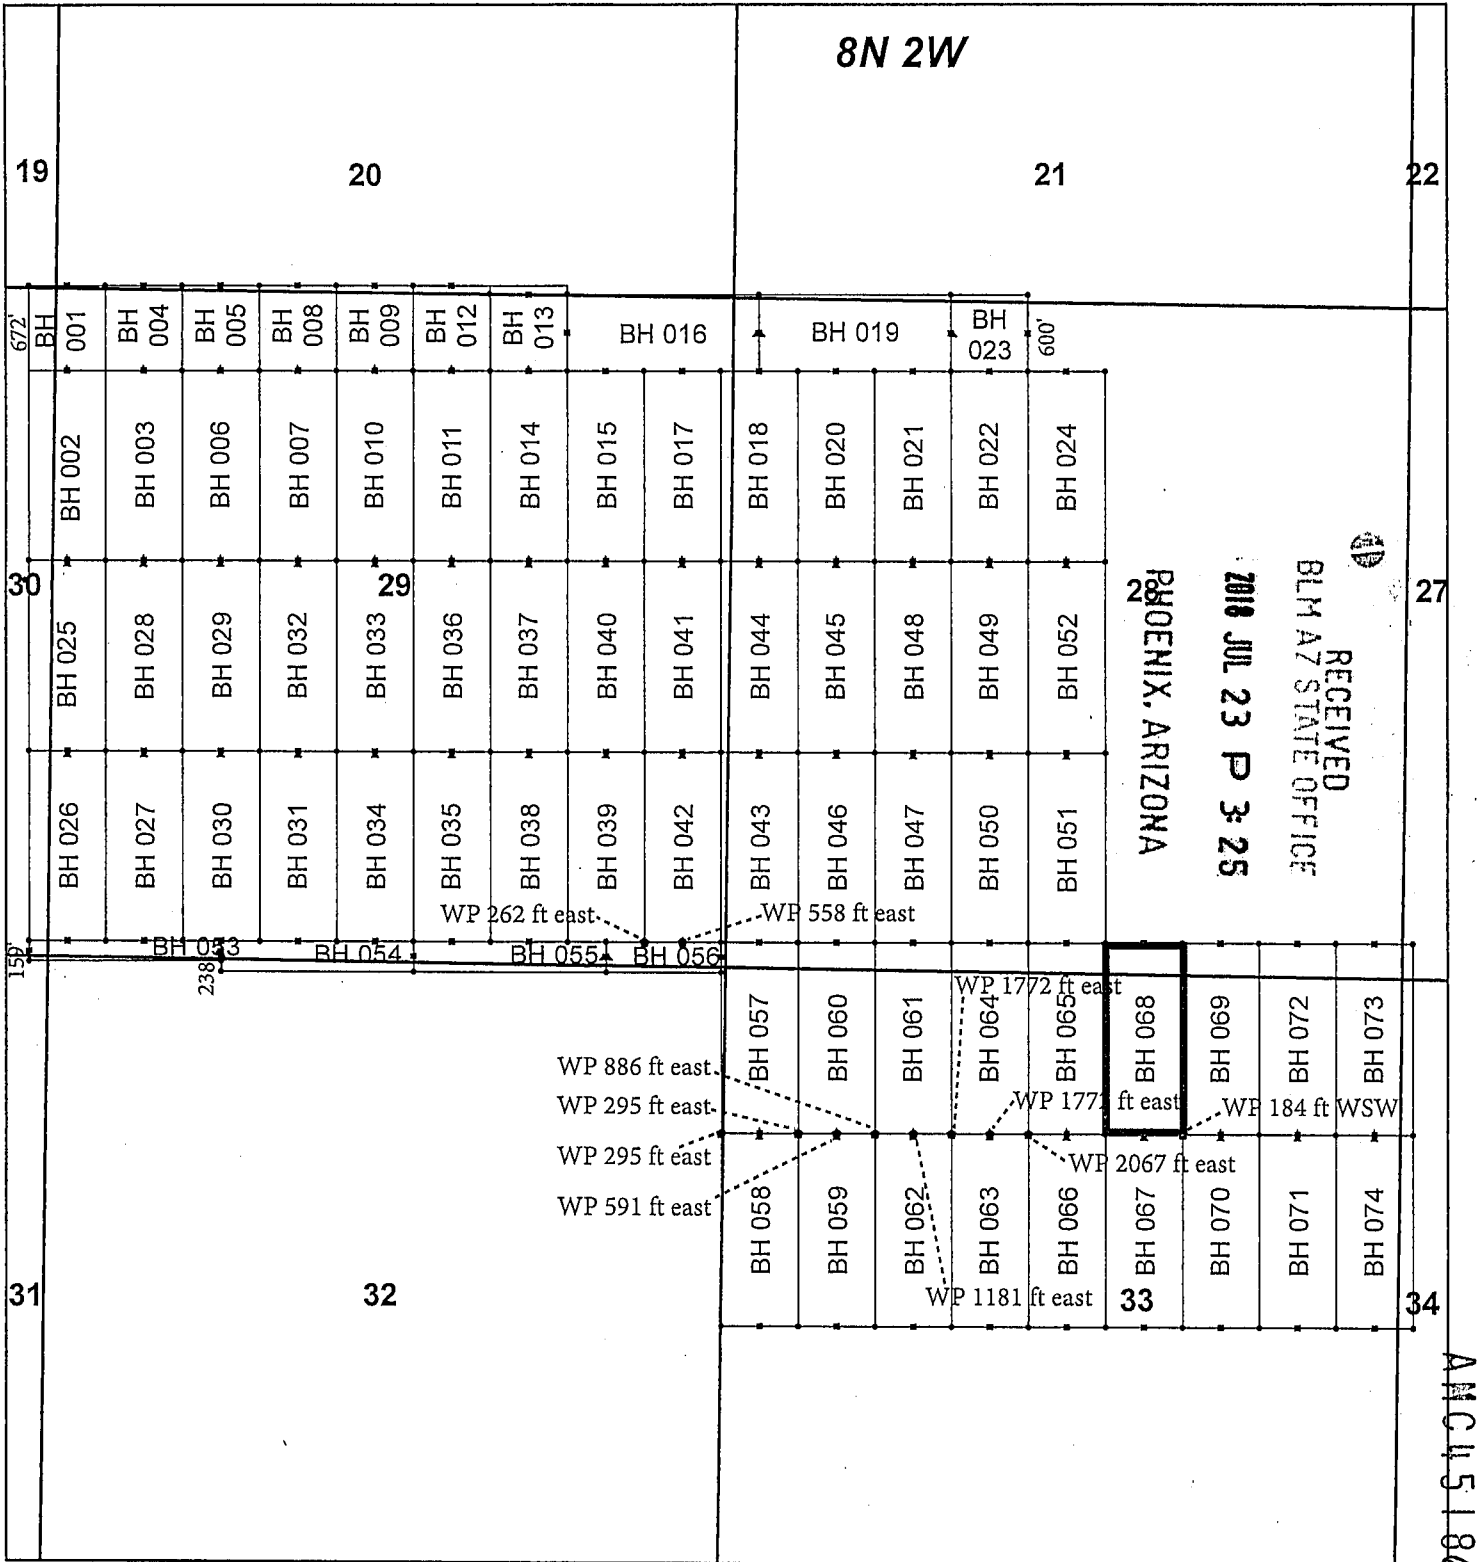 8N 2W
19
20
21
22
672'
BH
001
BH
004
BH
005
BH
008
BH
009
BH
012
BH
013
BH 016
BH 019
BH
023
600'
BH 002
BH 003
BH 006
BH 007
BH 010
BH 011
BH 014
BH 015
BH 017
BH 018
BH 020
BH 021
BH 022
BH 024
30
29
28
27
RECEIVED
BLM AZ STATE OFFICE
2018 JUL 23 P 3:25
PHOENIX, ARIZONA
BH 025
BH 028
BH 029
BH 032
BH 033
BH 036
BH 037
BH 040
BH 041
BH 044
BH 045
BH 048
BH 049
BH 052
BH 026
BH 027
BH 030
BH 031
BH 034
BH 035
BH 038
BH 039
BH 042
BH 043
BH 046
BH 047
BH 050
BH 051
WP 262 ft east
WP 558 ft east
159'
BH 053
238'
BH 054
BH 055
BH 056
WP 1772 ft east
BH 057
BH 060
BH 061
BH 064
BH 065
BH 068
BH 069
BH 072
BH 073
WP 886 ft east
WP 295 ft east
WP 1772 ft east
WP 184 ft WSW
WP 295 ft east
WP 2067 ft east
WP 591 ft east
BH 058
BH 059
BH 062
BH 063
BH 066
BH 067
BH 070
BH 071
BH 074
WP 1181 ft east
31
32
33
34